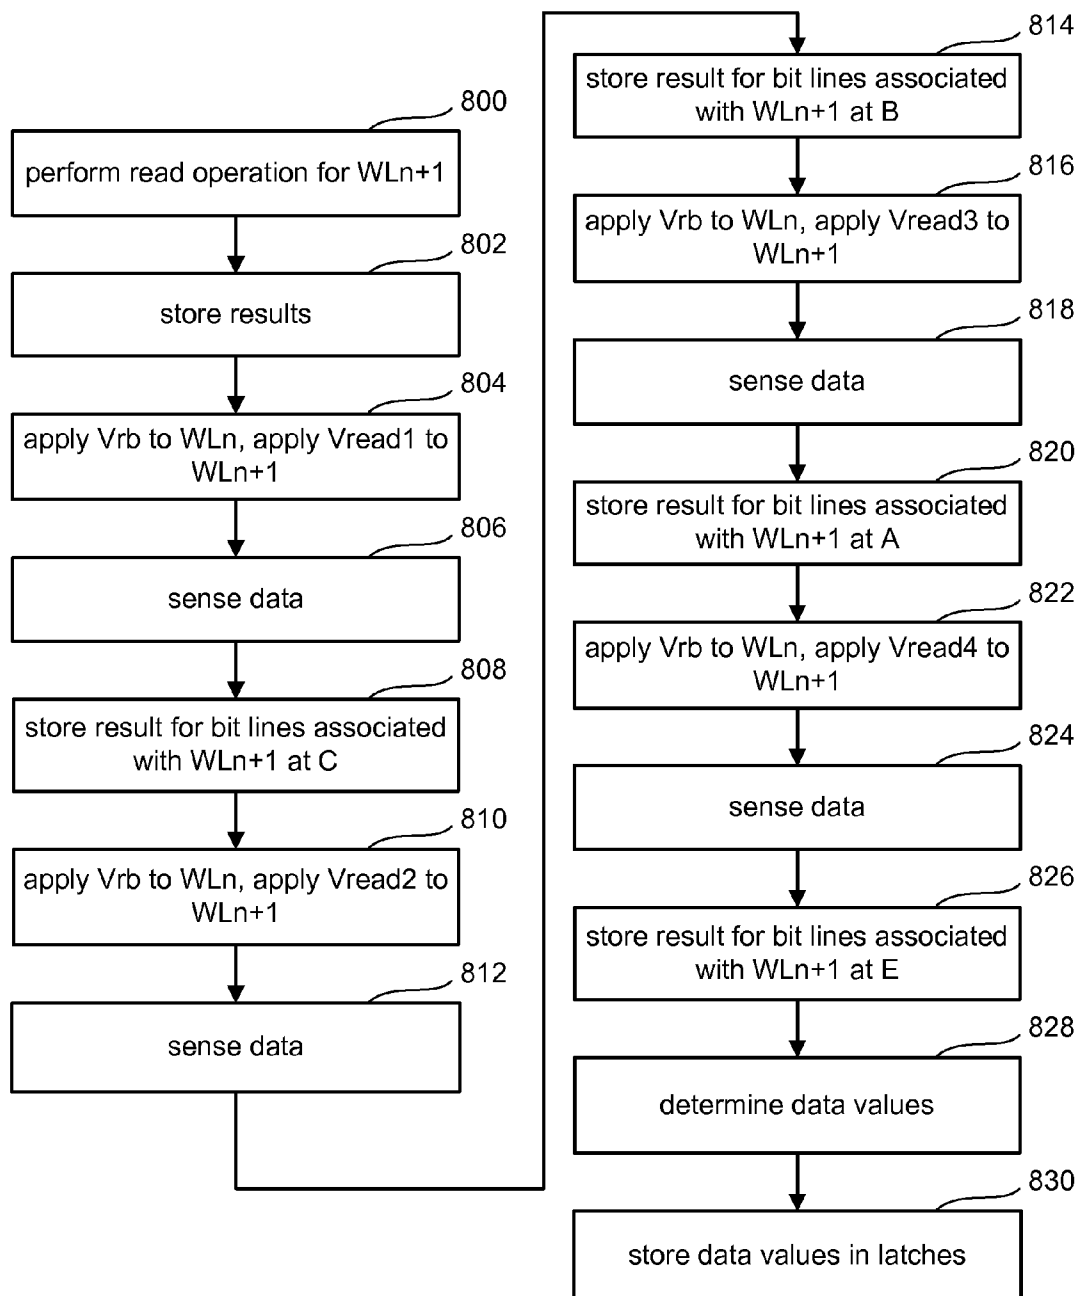 800
perform read operation for WLn+1
802
store results
804
apply Vrb to WLn, apply Vread1 to
WLn+1
806
sense data
808
store result for bit lines associated
with WLn+1 at C
810
apply Vrb to WLn, apply Vread2 to
WLn+1
812
sense data
814
store result for bit lines associated
with WLn+1 at B
816
apply Vrb to WLn, apply Vread3 to
WLn+1
818
sense data
820
store result for bit lines associated
with WLn+1 at A
822
apply Vrb to WLn, apply Vread4 to
WLn+1
824
sense data
826
store result for bit lines associated
with WLn+1 at E
828
determine data values
830
store data values in latches